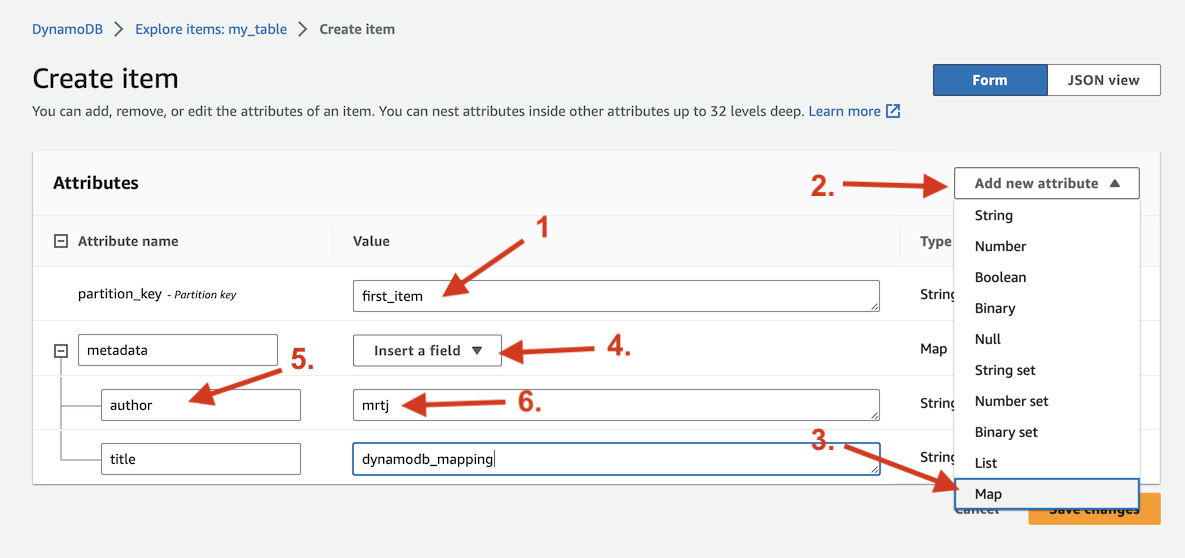 DynamoDB > Explore items: my_table > Create item
Create item
Form
JSON view
You can add, remove, or edit the attributes of an item. You can nest attributes inside other attributes up to 32 levels deep. Learn more
Attributes
2.
Add new attribute
String
Number
Boolean
Binary
Null
String set
Number set
Binary set
List
Map
Attribute name
Value
Type
1
partition_key - Partition key
first_item
String
metadata
Insert a field
4.
Map
5.
author
mrtj
6.
String
3.
title
dynamodb_mapping
String
Cancel
Save changes